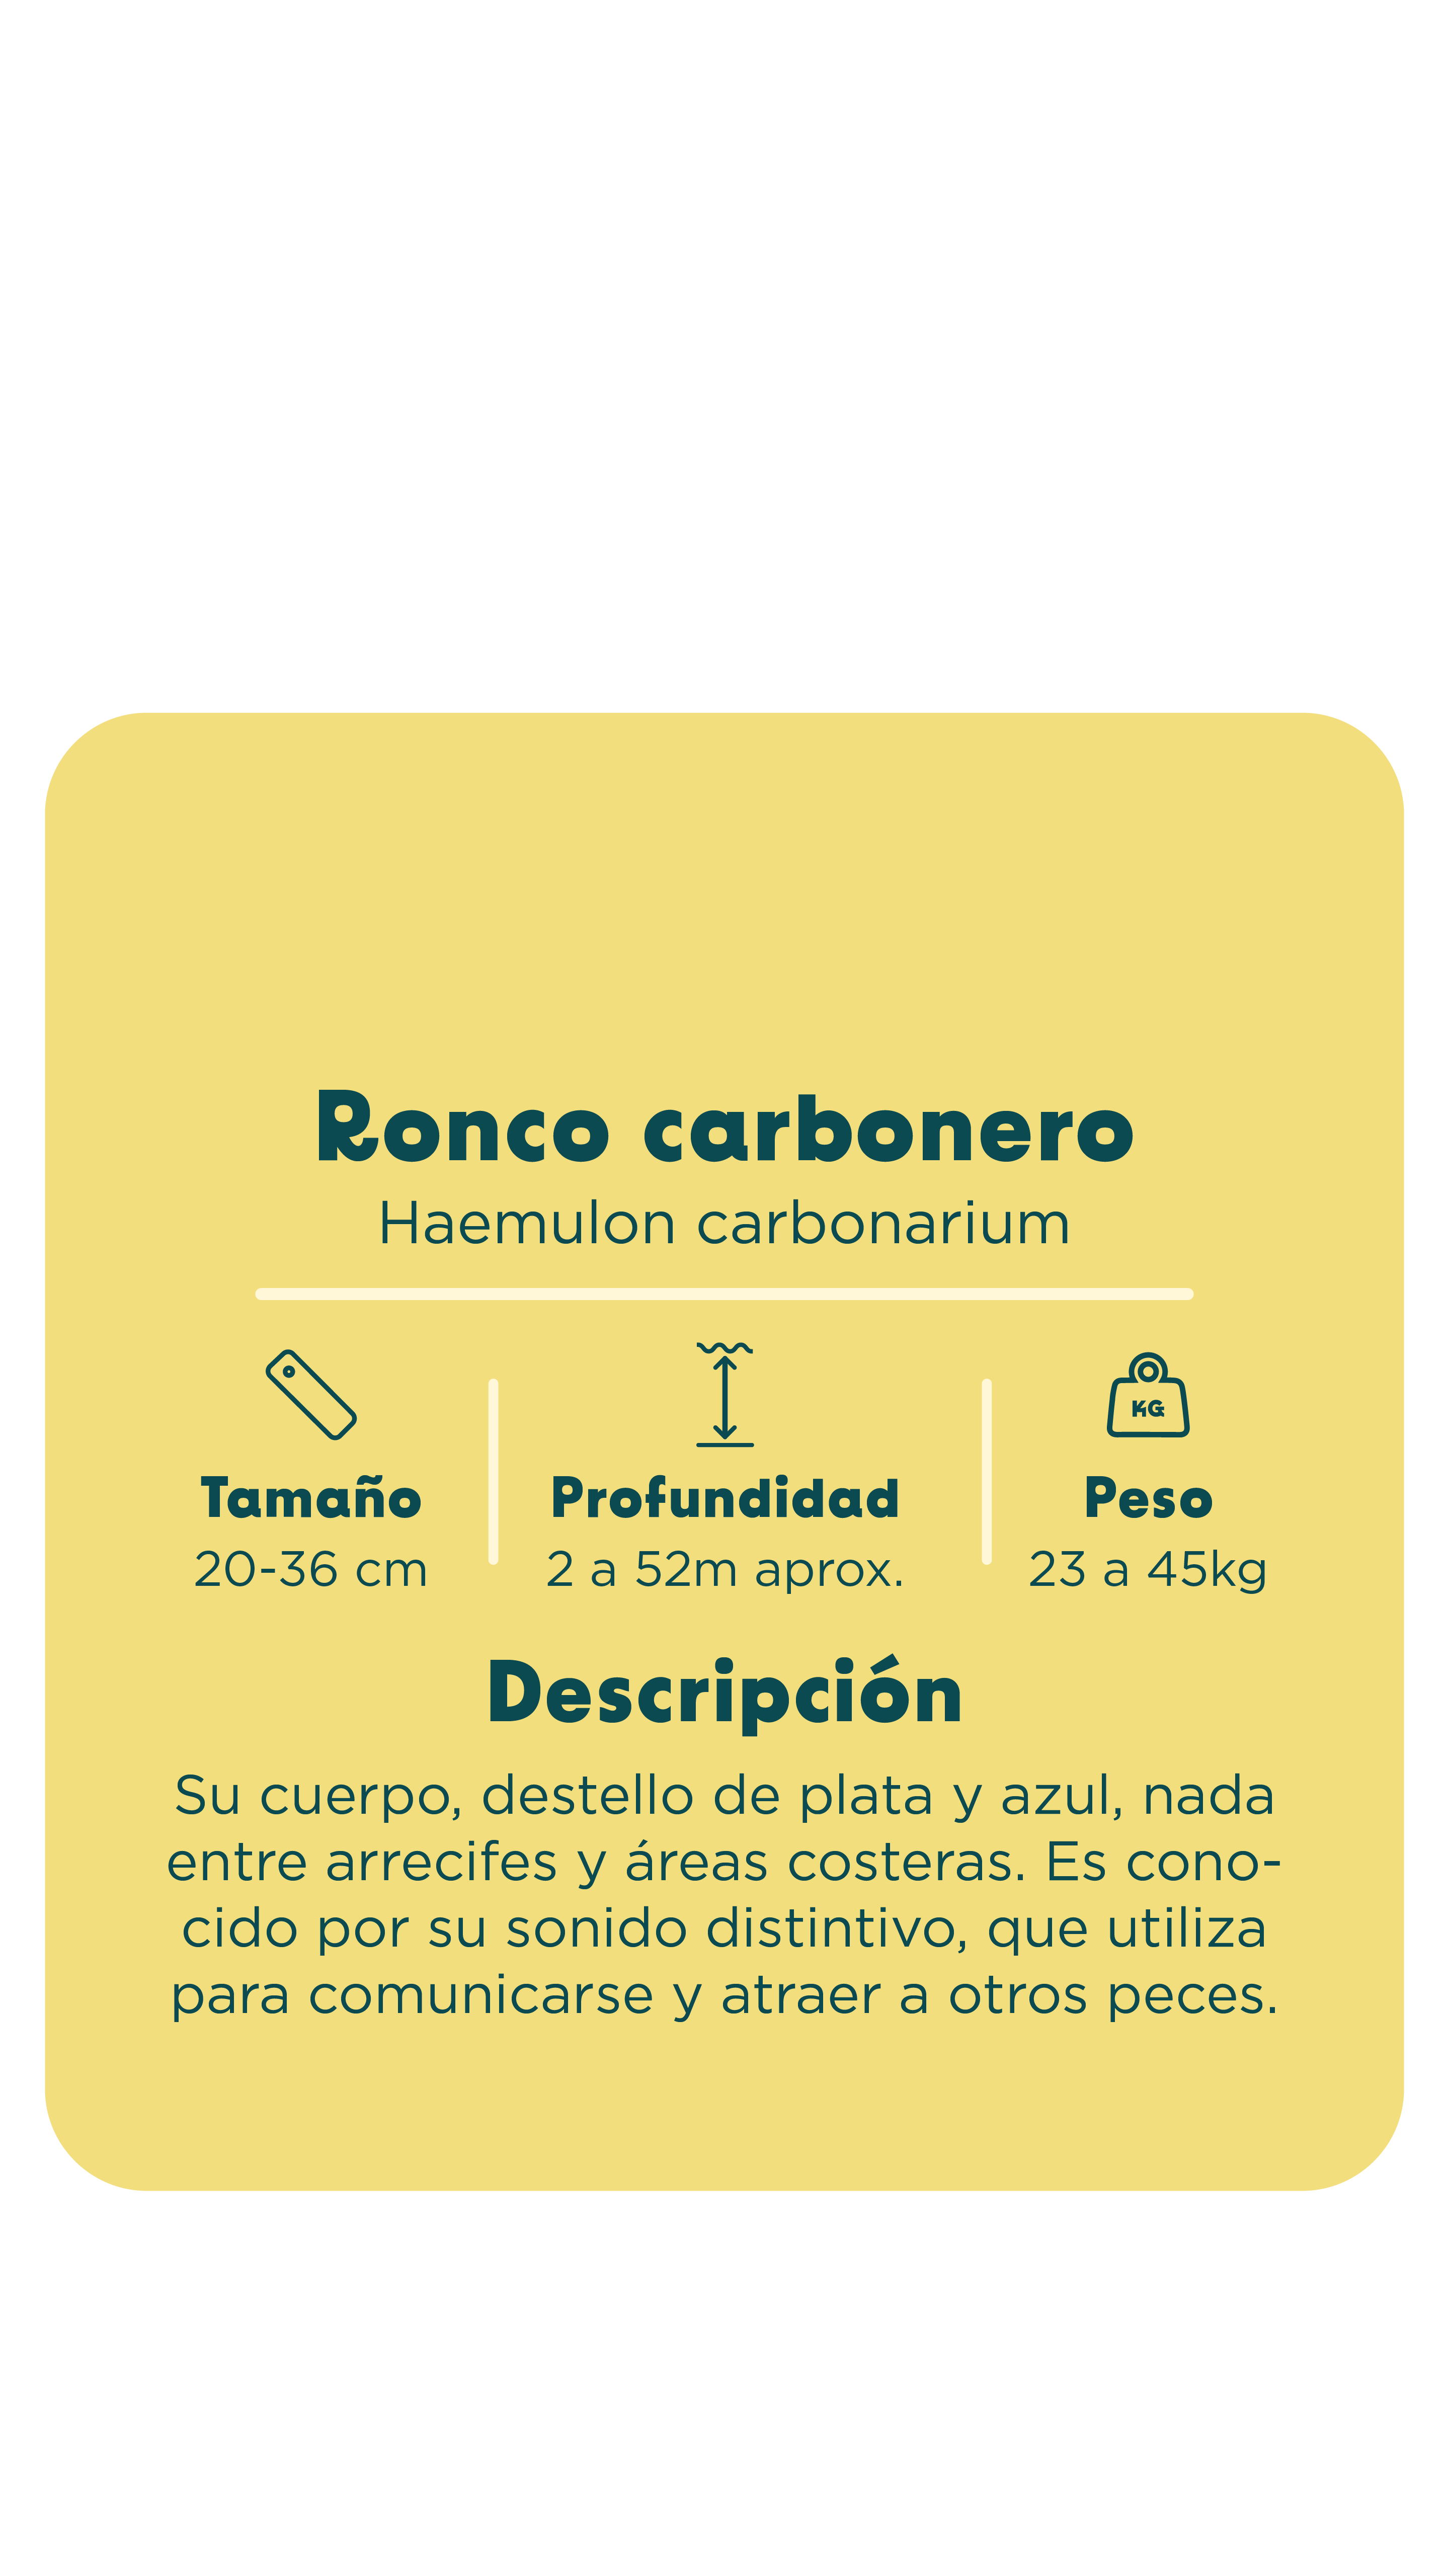 Ronco carbonero
Haemulon carbonarium
KG
Tamaño
Profundidad
Peso
20-36 cm
2 a 52m aprox.
23 a 45kg
Descripción
Su cuerpo, destello de plata y azul, nada
entre arrecifes y áreas costeras. Es cono-
cido por su sonido distintivo, que utiliza
para comunicarse y atraer a otros peces.